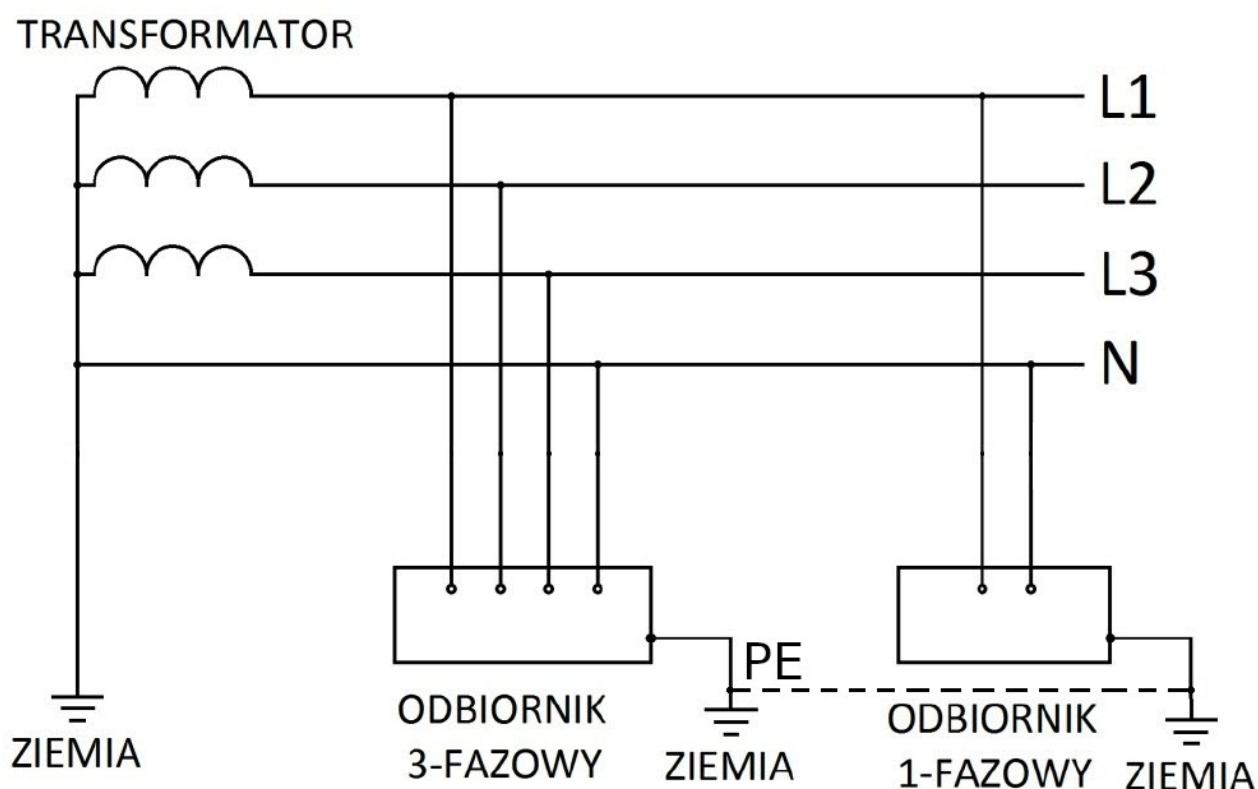 TRANSFORMATOR
L1
L2
L3
N
PE
ZIEMIA
ODBIORNIK
3-FAZOWY
ZIEMIA
ODBIORNIK
1-FAZOWY
ZIEMIA